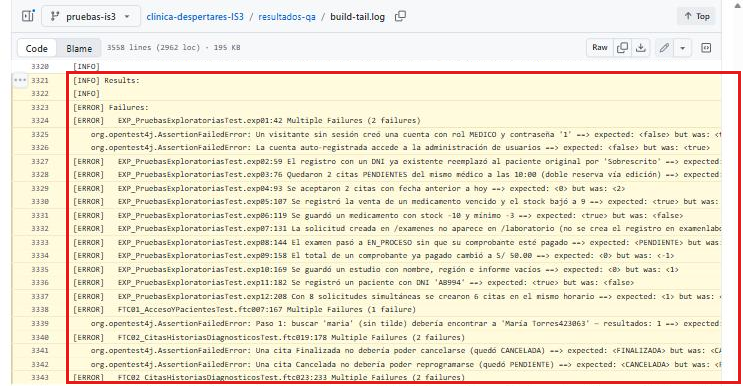 pruebas-is3
clinica-despertares-IS3 / resultados-qa / build-tail.log
Top
Code Blame 3558 lines (2962 loc) · 195 KB
Raw
3320 [INFO]
3321 [INFO] Results:
3322 [INFO]
3323 [ERROR] Failures:
3324 [ERROR] EXP_PruebasExploratoriasTest.exp01:42 Multiple Failures (2 failures)
3325 org.opentest4j.AssertionFailedError: Un visitante sin sesión creó una cuenta con rol MEDICO y contraseña '1' ==> expected: <false> but was: <t
3326 org.opentest4j.AssertionFailedError: La cuenta auto-registrada accede a la administración de usuarios ==> expected: <false> but was: <true>
3327 [ERROR] EXP_PruebasExploratoriasTest.exp02:59 El registro con un DNI ya existente reemplazó al paciente original por 'Sobrescrito' ==> expected:
3328 [ERROR] EXP_PruebasExploratoriasTest.exp03:76 Quedaron 2 citas PENDIENTES del mismo médico a las 10:00 (doble reserva vía edición) ==> expected:
3329 [ERROR] EXP_PruebasExploratoriasTest.exp04:93 Se aceptaron 2 citas con fecha anterior a hoy ==> expected: <0> but was: <2>
3330 [ERROR] EXP_PruebasExploratoriasTest.exp05:107 Se registró la venta de un medicamento vencido y el stock bajó a 9 ==> expected: <true> but was:
3331 [ERROR] EXP_PruebasExploratoriasTest.exp06:119 Se guardó un medicamento con stock -10 y mínimo -3 ==> expected: <true> but was: <false>
3332 [ERROR] EXP_PruebasExploratoriasTest.exp07:131 La solicitud creada en /examenes no aparece en /laboratorio (no se crea el registro en examenlabo
3333 [ERROR] EXP_PruebasExploratoriasTest.exp08:144 El examen pasó a EN_PROCESO sin que su comprobante esté pagado ==> expected: <PENDIENTE> but was:
3334 [ERROR] EXP_PruebasExploratoriasTest.exp09:158 El total de un comprobante ya pagado cambió a S/ 50.00 ==> expected: <0> but was: <-1>
3335 [ERROR] EXP_PruebasExploratoriasTest.exp10:169 Se guardó un estudio con nombre, región e informe vacíos ==> expected: <0> but was: <1>
3336 [ERROR] EXP_PruebasExploratoriasTest.exp11:182 Se registró un paciente con DNI 'AB994' ==> expected: <true> but was: <false>
3337 [ERROR] EXP_PruebasExploratoriasTest.exp12:208 Con 8 solicitudes simultáneas se crearon 6 citas en el mismo horario ==> expected: <1> but was: <
3338 [ERROR] FTC01_AccesoYPacientesTest.ftc007:167 Multiple Failures (1 failure)
3339 org.opentest4j.AssertionFailedError: Paso 1: buscar 'maria' (sin tilde) debería encontrar a 'María Torres423063' — resultados: 1 ==> expected:
3340 [ERROR] FTC02_CitasHistoriasDiagnosticosTest.ftc019:178 Multiple Failures (2 failures)
3341 org.opentest4j.AssertionFailedError: Una cita Finalizada no debería poder cancelarse (quedó CANCELADA) ==> expected: <FINALIZADA> but was: <CA
3342 org.opentest4j.AssertionFailedError: Una cita Cancelada no debería poder reprogramarse (quedó PENDIENTE) ==> expected: <CANCELADA> but was: <P
3343 [ERROR] FTC02_CitasHistoriasDiagnosticosTest.ftc023:233 Multiple Failures (2 failures)